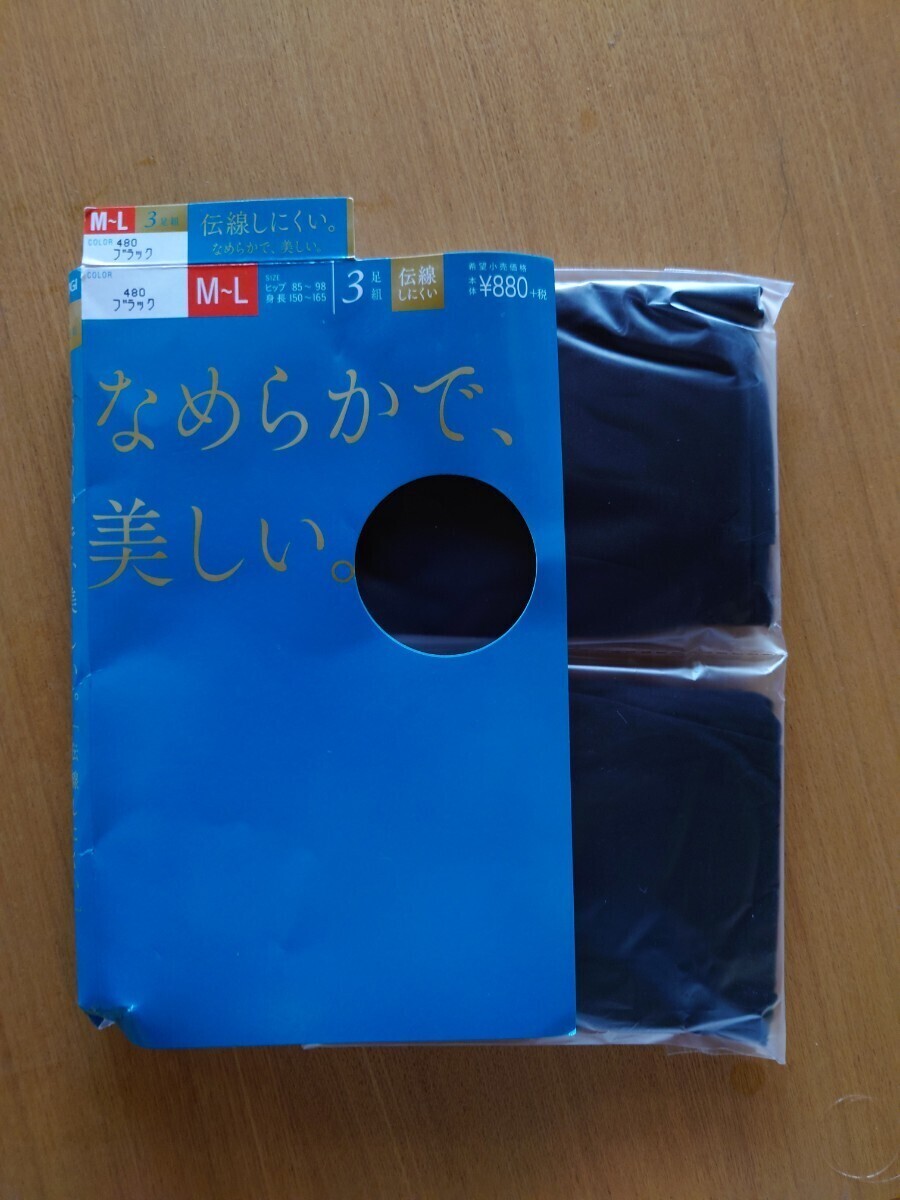 M~L 3足組 伝線しにくい。
COLOR 480 なめらかで、美しい。
ブラック
COLOR
480
ブラック
M~L
SIZE
ヒップ 85~98
身長 150~165
3足組
伝線
しにくい
希望小売価格
本体 ¥880+税
なめらかで、
美しい。